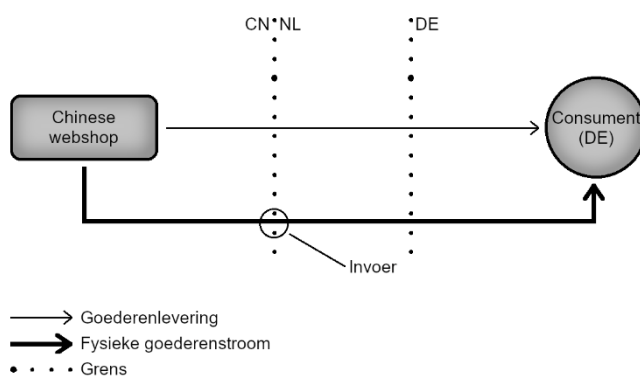 CN NL
DE
Chinese
webshop
Consument
(DE)
Invoer
Goederenlevering
Fysieke goederenstroom
Grens